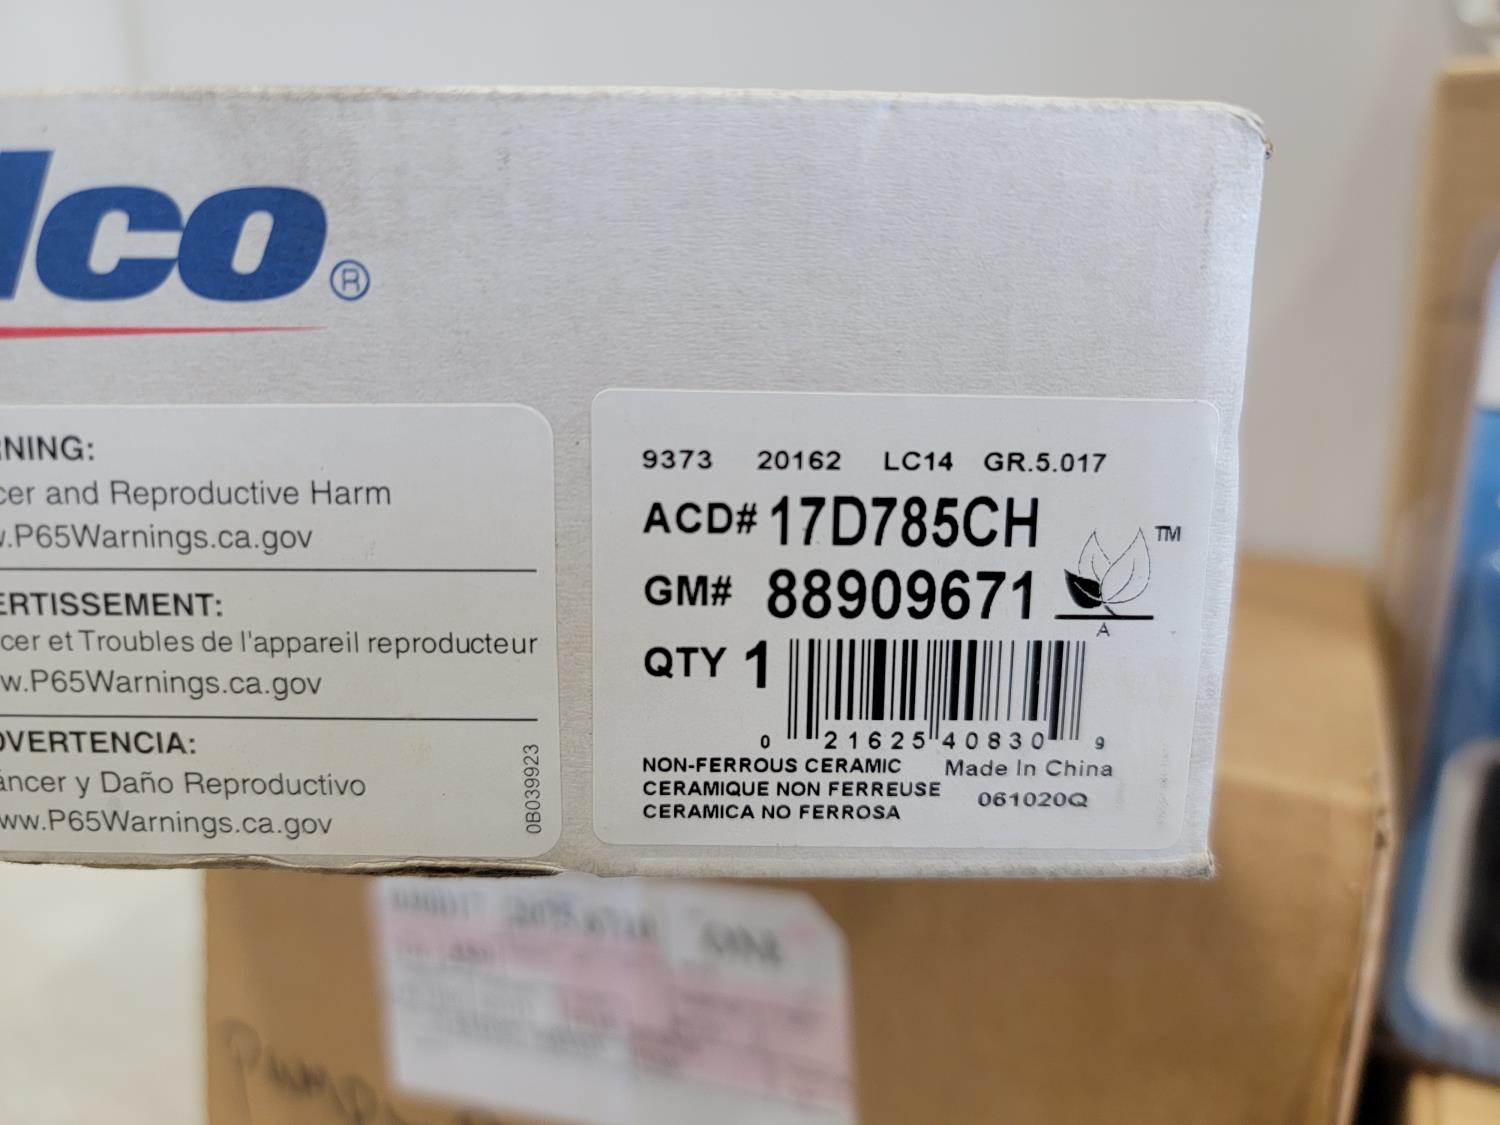 lco®
RNING:
cer and Reproductive Harm
w.P65Warnings.ca.gov
ERTISSEMENT:
cer et Troubles de l'appareil reproducteur
w.P65Warnings.ca.gov
DVERTENCIA:
áncer y Daño Reproductivo
ww.P65Warnings.ca.gov
0B039923
9373 20162 LC14 GR.5.017
ACD# 17D785CH
GM# 88909671
TM
A
QTY 1
0 21625 40830 9
NON-FERROUS CERAMIC
CERAMIQUE NON FERREUSE
CERAMICA NO FERROSA
Made In China
061020Q